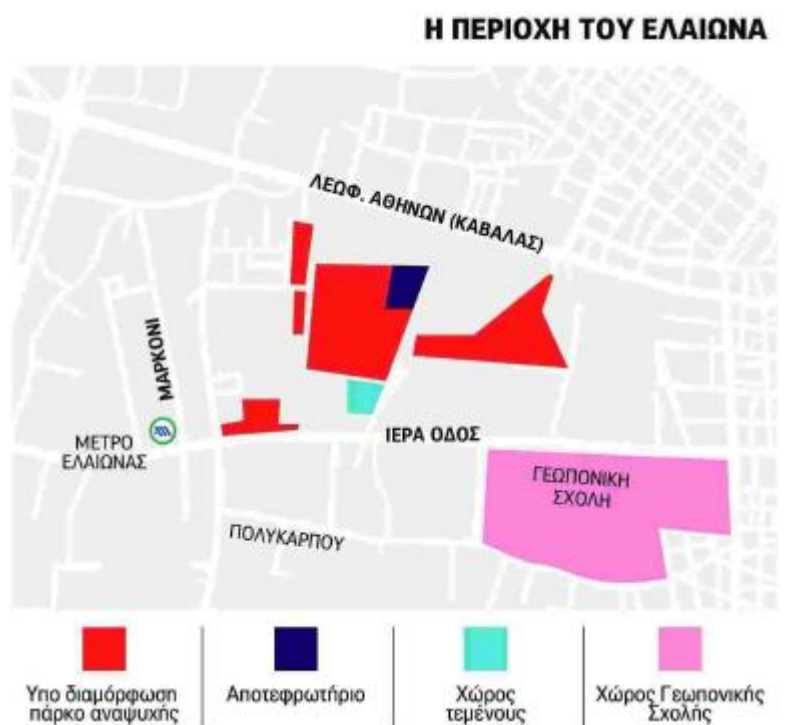 Η ΠΕΡΙΟΧΗ ΤΟΥ ΕΛΑΙΩΝΑ
ΛΕΩΦ. ΑΘΗΝΩΝ (ΚΑΒΑΛΑΣ)
ΜΑΡΚΟΝΙ
ΜΕΤΡΟ
ΕΛΑΙΩΝΑΣ
ΙΕΡΑ ΟΔΟΣ
ΓΕΩΠΟΝΙΚΗ
ΣΧΟΛΗ
ΠΟΛΥΚΑΡΠΟΥ
Υπο διαμόρφωση
πάρκο αναψυχής
Αποτεφρωτήριο
Χώρος
τεμένους
Χώρος Γεωπονικής
Σχολής